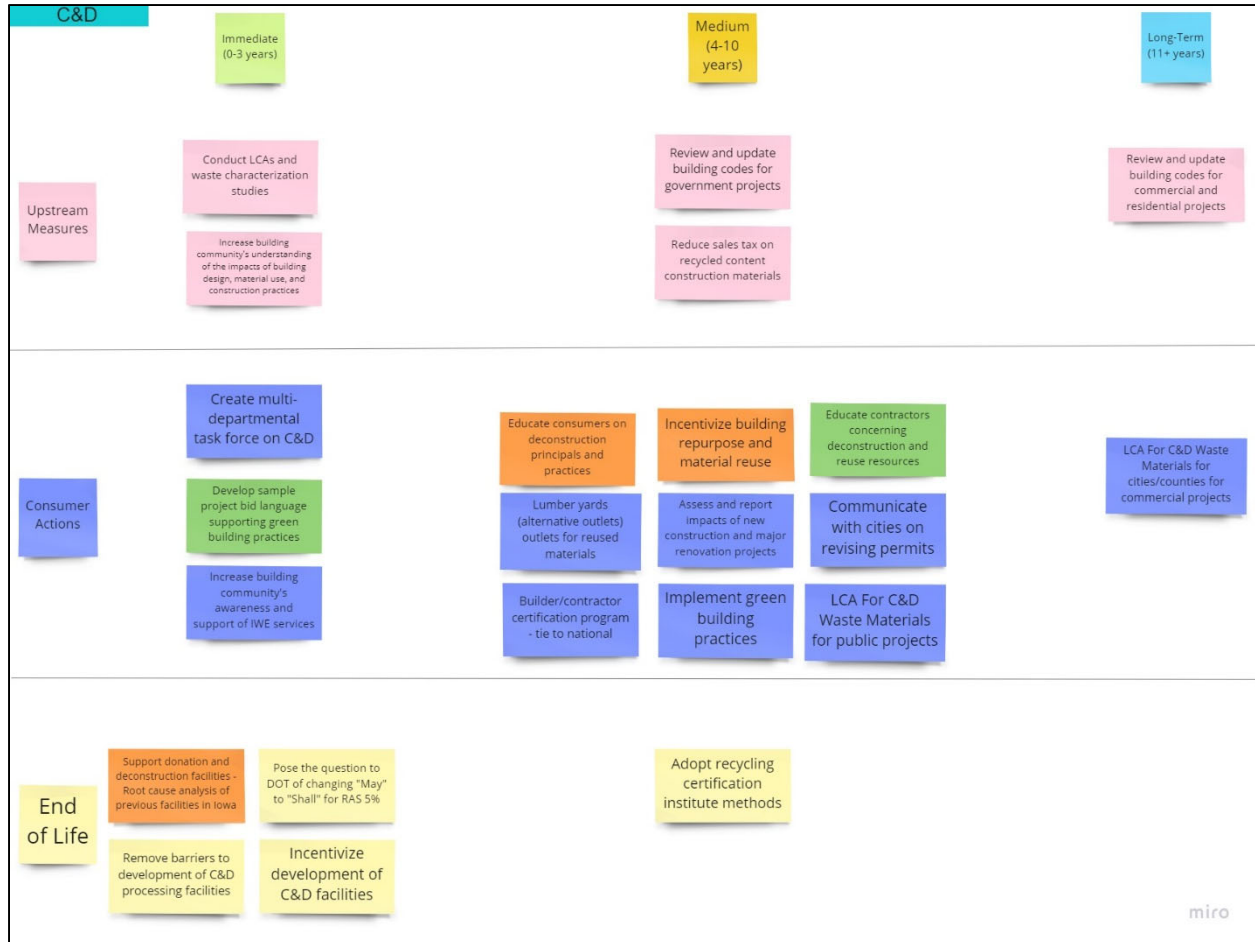 C&D
Immediate
(0-3 years)
Medium
(4-10
years)
Long-Term
(11+ years)
Upstream
Measures
Conduct LCAs and
waste characterization
studies
Increase building
community's understanding
of the impacts of building
design, material use, and
construction practices
Review and update
building codes for
government projects
Reduce sales tax on
recycled content
construction materials
Review and update
building codes for
commercial and
residential projects
Consumer
Actions
Create multi-
departmental
task force on C&D
Develop sample
project bid language
supporting green
building practices
Increase building
community's
awareness and
support of IWE services
Educate consumers on
deconstruction
principals and
practices
Incentivize building
repurpose and
material reuse
Educate contractors
concerning
deconstruction and
reuse resources
Lumber yards
(alternative outlets)
outlets for reused
materials
Assess and report
impacts of new
construction and major
renovation projects
Communicate
with cities on
revising permits
Builder/contractor
certification program
- tie to national
Implement green
building
practices
LCA For C&D
Waste Materials
for public projects
LCA For C&D Waste
Materials for
cities/counties for
commercial projects
End
of Life
Support donation and
deconstruction facilities -
Root cause analysis of
previous facilities in Iowa
Pose the question to
DOT of changing "May"
to "Shall" for RAS 5%
Remove barriers to
development of C&D
processing facilities
Incentivize
development of
C&D facilities
Adopt recycling
certification
institute methods
miro